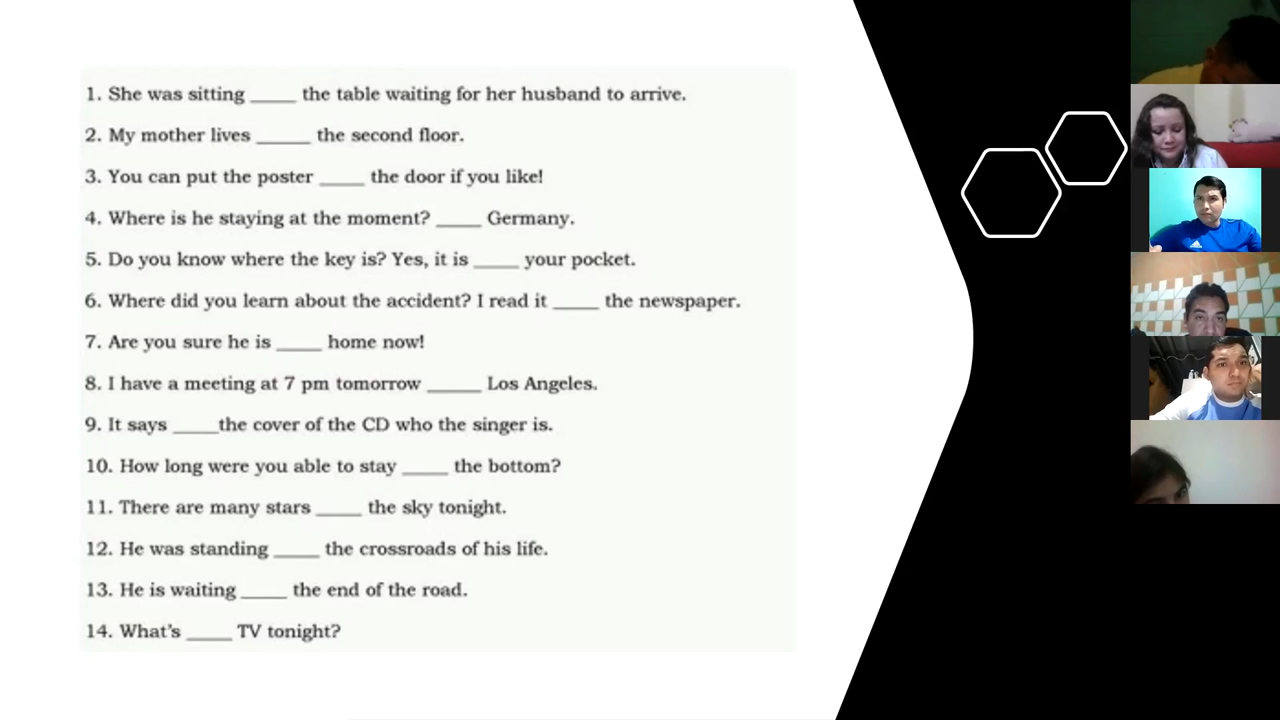 1. She was sitting _____ the table waiting for her husband to arrive.
2. My mother lives ______ the second floor.
3. You can put the poster _____ the door if you like!
4. Where is he staying at the moment? _____ Germany.
5. Do you know where the key is? Yes, it is _____ your pocket.
6. Where did you learn about the accident? I read it _____ the newspaper.
7. Are you sure he is _____ home now!
8. I have a meeting at 7 pm tomorrow ______ Los Angeles.
9. It says _____the cover of the CD who the singer is.
10. How long were you able to stay _____ the bottom?
11. There are many stars _____ the sky tonight.
12. He was standing _____ the crossroads of his life.
13. He is waiting _____ the end of the road.
14. What's _____ TV tonight?